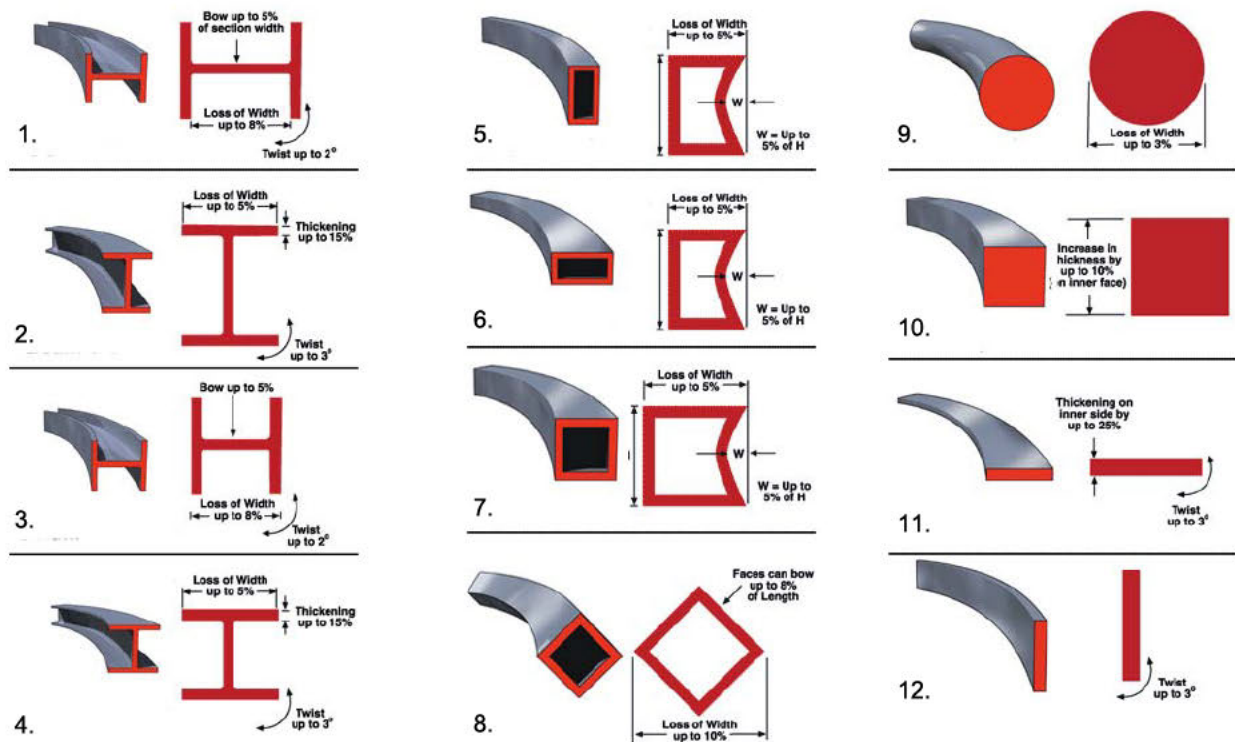 Bow up to 5%
of section width
Loss of Width
up to 8%
Twist up to 2°
1.
Loss of Width
up to 5%
Thickening
up to 15%
Twist
up to 3°
2.
Bow up to 5%
Loss of Width
up to 8%
Twist
up to 2°
3.
Loss of Width
up to 5%
Thickening
up to 15%
Twist
up to 3°
4.
Loss of Width
up to 5%
W
W = Up to
5% of H
5.
Loss of Width
up to 5%
W
W = Up to
5% of H
6.
Loss of Width
up to 5%
W
W = Up to
5% of H
7.
Faces can bow
up to 8%
of Length
Loss of Width
up to 10%
8.
Loss of Width
up to 3%
9.
Increase in
thickness by
up to 10%
on inner face)
10.
Thickening on
inner side by
up to 25%
Twist
up to 3°
11.
Twist
up to 3°
12.